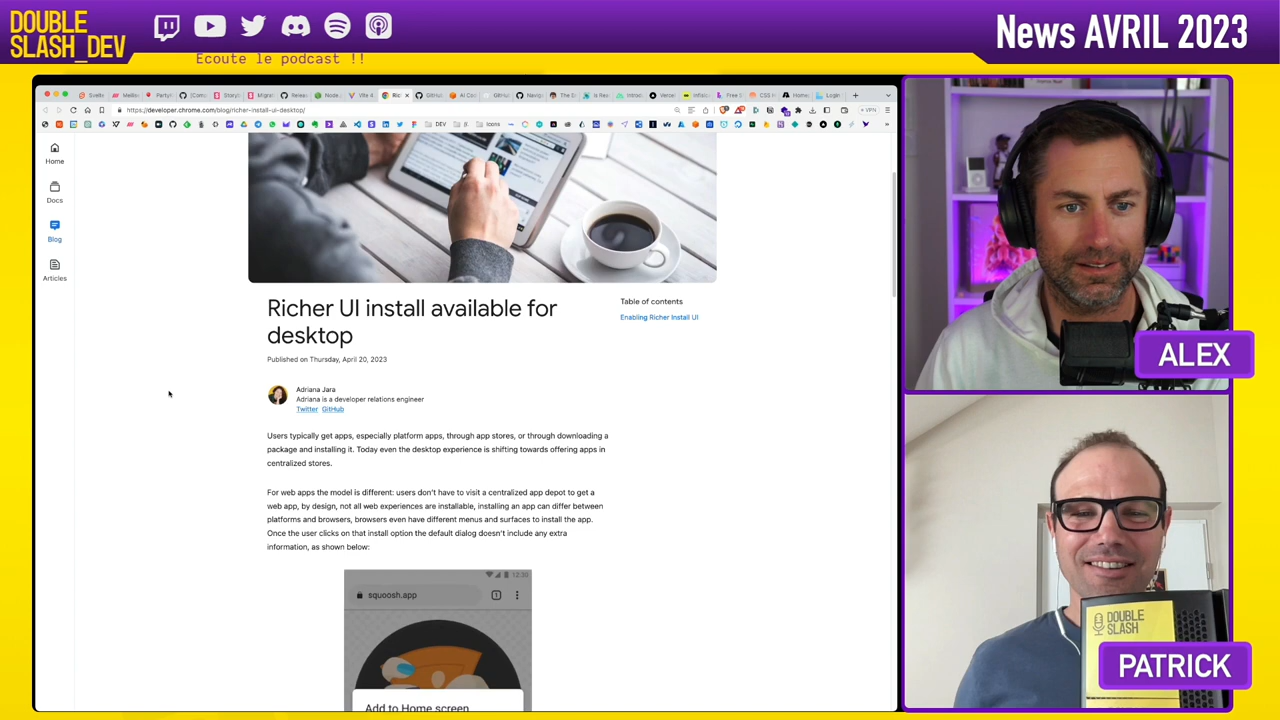 DOUBLE
SLASH_DEV
Ecoute le podcast !!
News AVRIL 2023
https://developer.chrome.com/blog/richer-install-ui-desktop/
VPN
DEV
Icons
Home
Docs
Blog
Articles
Richer UI install available for
desktop
Published on Thursday, April 20, 2023
Adriana Jara
Adriana is a developer relations engineer
Twitter GitHub
Table of contents
Enabling Richer Install UI
Users typically get apps, especially platform apps, through app stores, or through downloading a
package and installing it. Today even the desktop experience is shifting towards offering apps in
centralized stores.
For web apps the model is different: users don't have to visit a centralized app depot to get a
web app, by design, not all web experiences are installable, installing an app can differ between
platforms and browsers, browsers even have different menus and surfaces to install the app.
Once the user clicks on that install option the default dialog doesn't include any extra
information, as shown below:
12:30
squoosh.app
1
Add to Home screen
ALEX
DOUBLE
SLASH
PATRICK